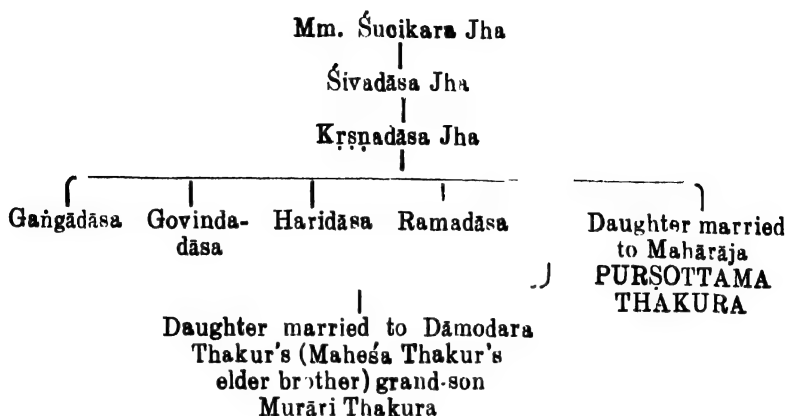 Mm. Śucikara Jha
Śivadāsa Jha
Kṛṣṇadāsa Jha
Gaṅgādāsa Govinda- Haridāsa Ramadāsa Daughter married
dāsa to Mahārāja
PURṢOTTAMA
THAKURA
Daughter married to Dāmodara
Thakur's (Maheśa Thakur's
elder brother) grand-son
Murāri Thakura